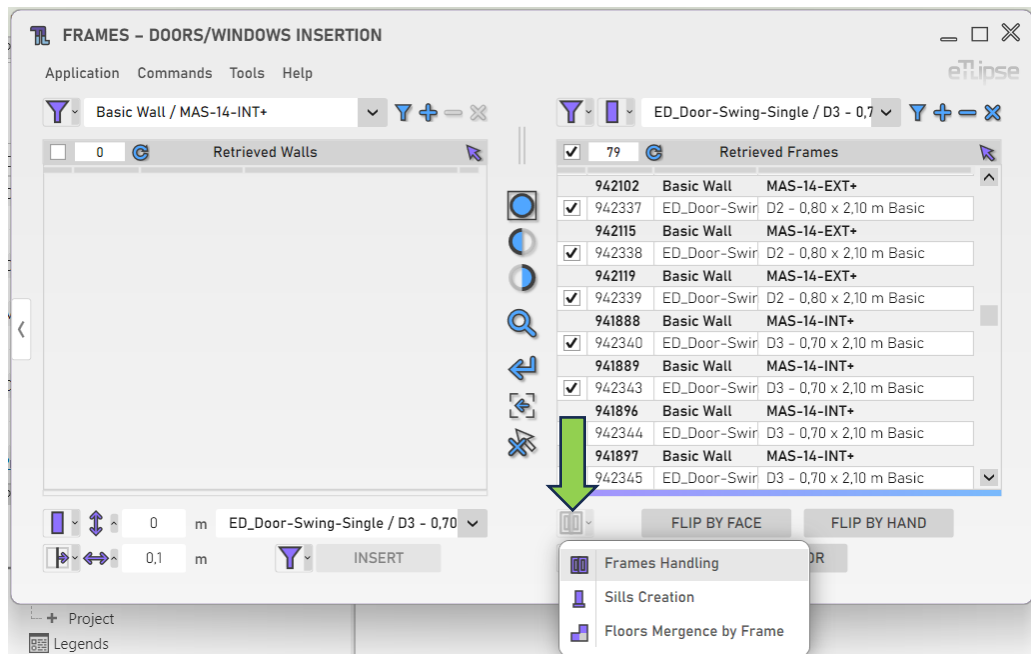 FRAMES – DOORS/WINDOWS INSERTION
Application Commands Tools Help
eTLipse
Basic Wall / MAS-14-INT+
ED_Door-Swing-Single / D3 - 0,7
0 Retrieved Walls
79 Retrieved Frames
942102 Basic Wall MAS-14-EXT+
942337 ED_Door-Swir D2 - 0,80 x 2,10 m Basic
942115 Basic Wall MAS-14-EXT+
942338 ED_Door-Swir D2 - 0,80 x 2,10 m Basic
942119 Basic Wall MAS-14-EXT+
942339 ED_Door-Swir D2 - 0,80 x 2,10 m Basic
941888 Basic Wall MAS-14-INT+
942340 ED_Door-Swir D3 - 0,70 x 2,10 m Basic
941889 Basic Wall MAS-14-INT+
942343 ED_Door-Swir D3 - 0,70 x 2,10 m Basic
941896 Basic Wall MAS-14-INT+
942344 ED_Door-Swir D3 - 0,70 x 2,10 m Basic
941897 Basic Wall MAS-14-INT+
942345 ED_Door-Swir D3 - 0,70 x 2,10 m Basic
0 m ED_Door-Swing-Single / D3 - 0,70
FLIP BY FACE FLIP BY HAND
0,1 m INSERT
OR
Frames Handling
Sills Creation
Floors Mergence by Frame
Project
Legends